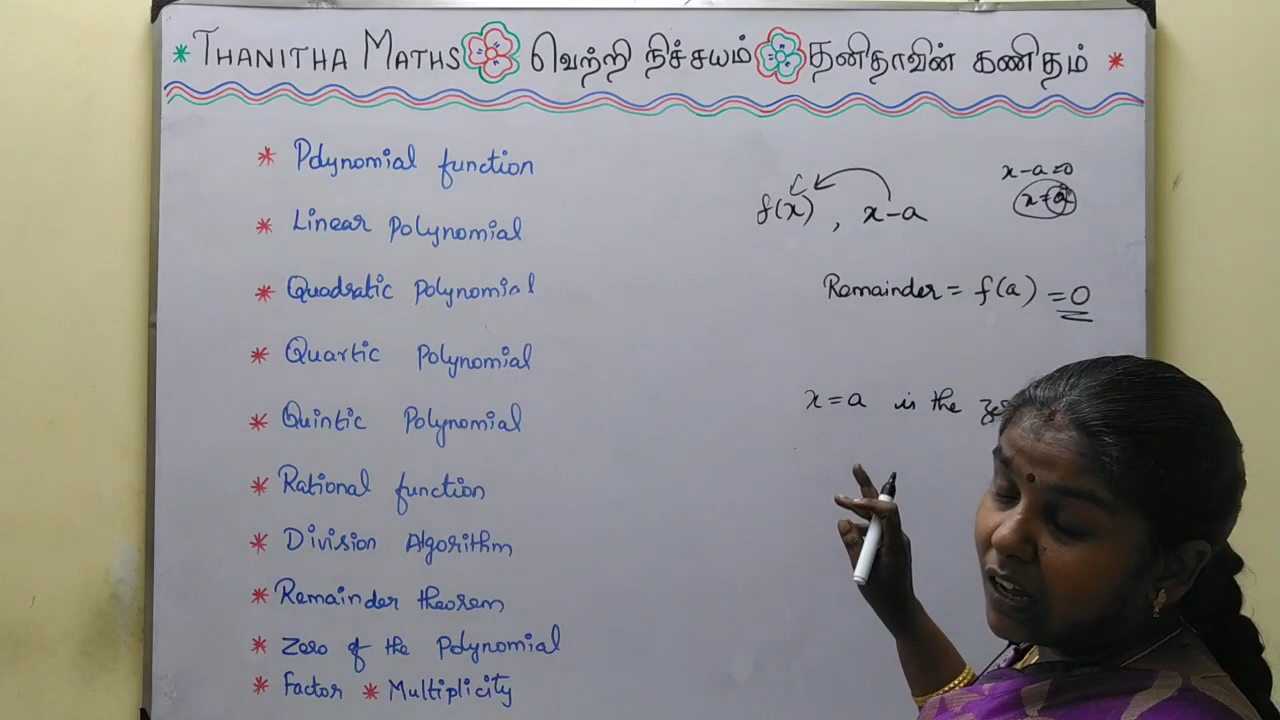 * THANITHA MATHS வெற்றி நிச்சயம் தனிதாவின் கணிதம் *
* Polynomial function
* Linear Polynomial
* Quadratic Polynomial
* Quartic Polynomial
* Quintic Polynomial
* Rational function
* Division Algorithm
* Remainder theorem
* Zero of the Polynomial
* Factor * Multiplicity
x-a=0
x=a
f(x), x-a
Remainder = f(a) = 0
x=a is the